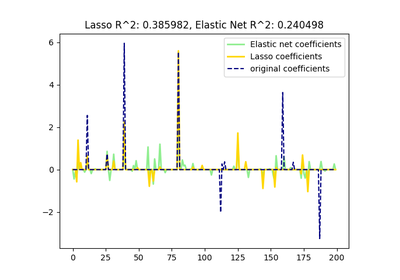 Lasso R^2: 0.385982, Elastic Net R^2: 0.240498
Elastic net coefficients
Lasso coefficients
original coefficients
6
4
2
0
−2
0 25 50 75 100 125 150 175 200